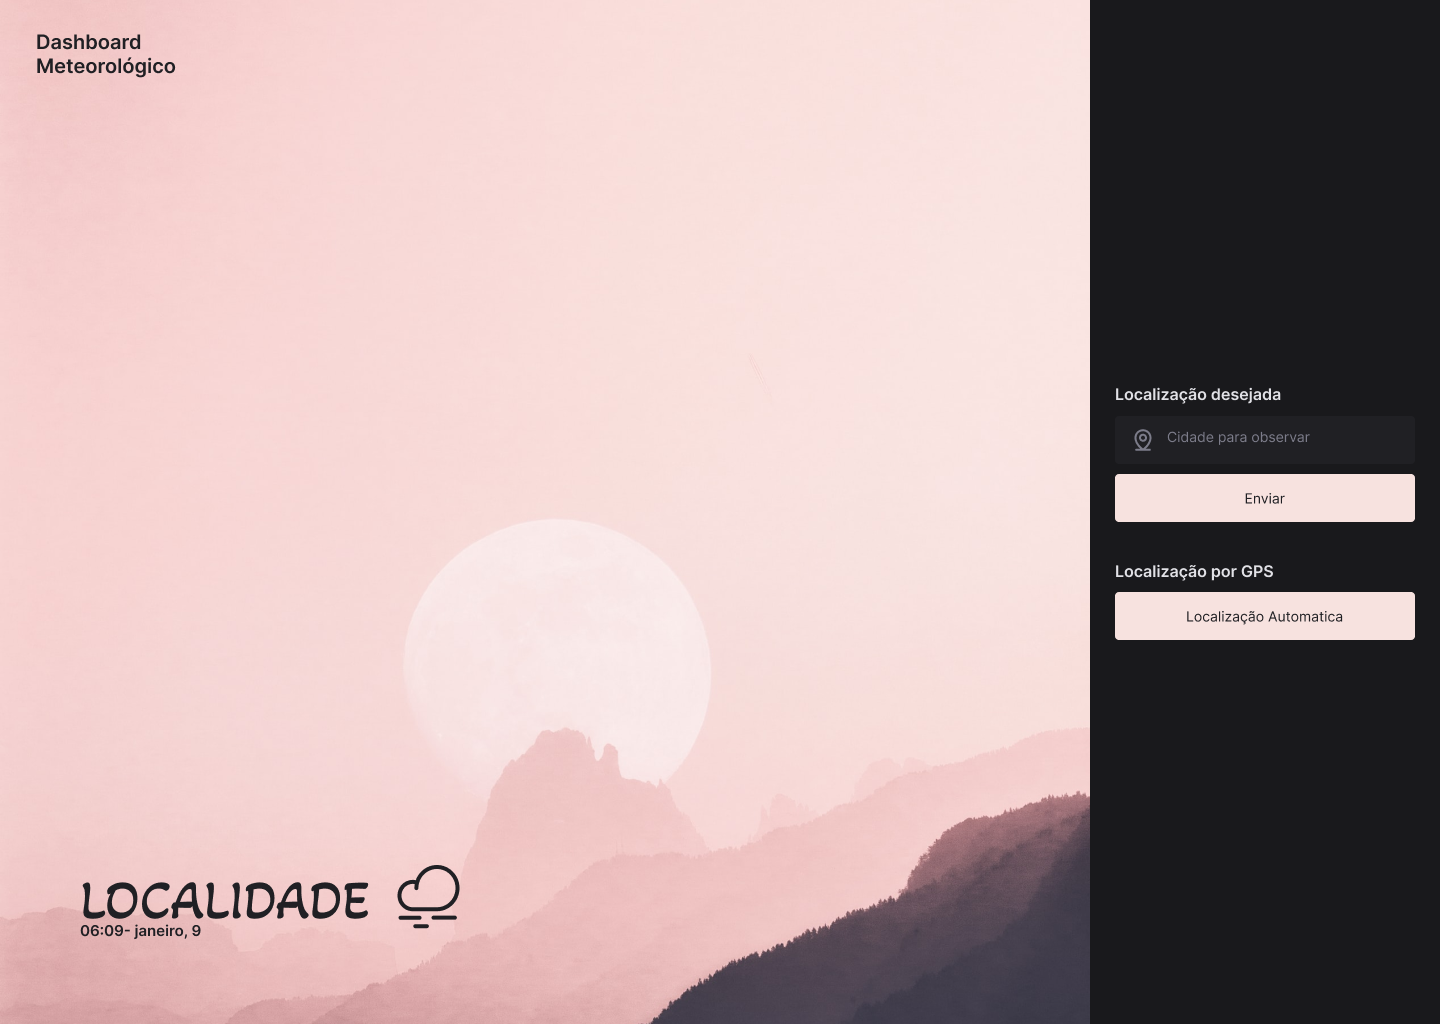 Dashboard
Meteorológico
Localização desejada
Cidade para observar
Enviar
Localização por GPS
Localização Automatica
LOCALIDADE
06:09- janeiro, 9